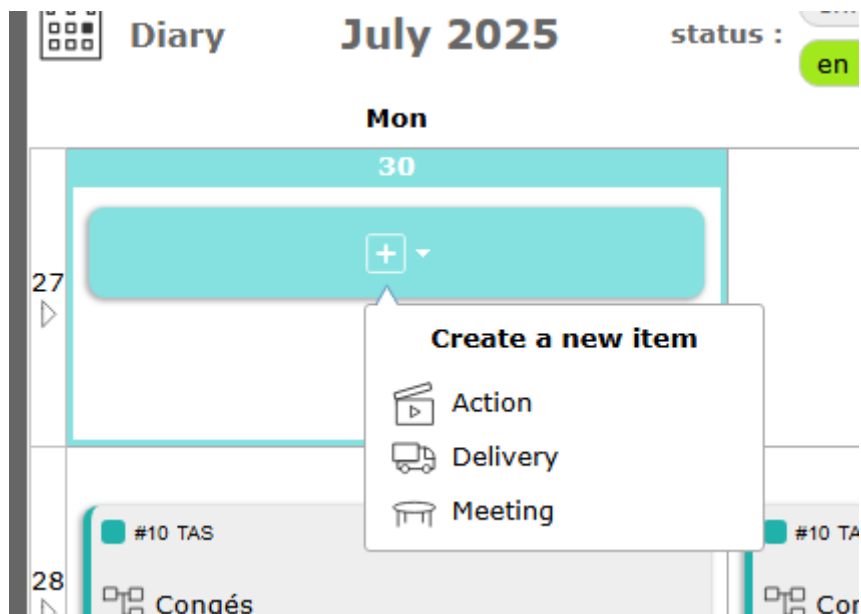 Diary
July 2025
status :
en
Mon
30
27
Create a new item
Action
Delivery
Meeting
#10 TAS
#10 TA
28
Congés
Con